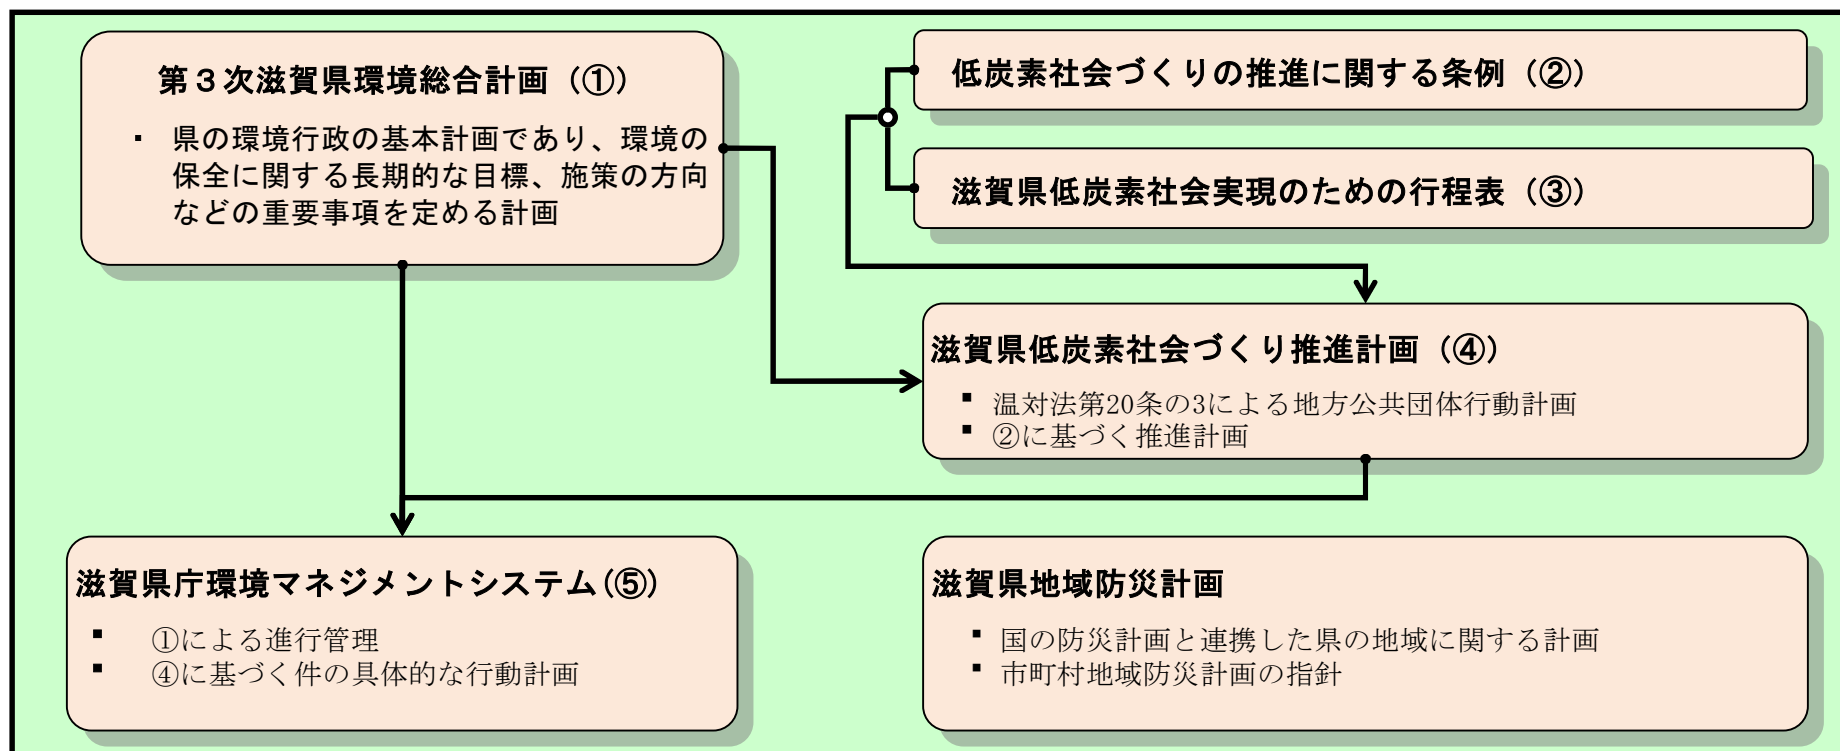 第３次滋賀県環境総合計画（①）
▪ 県の環境行政の基本計画であり、環境の
保全に関する長期的な目標、施策の方向
などの重要事項を定める計画
低炭素社会づくりの推進に関する条例（②）
滋賀県低炭素社会実現のための行程表（③）
滋賀県低炭素社会づくり推進計画（④）
▪ 温対法第20条の3による地方公共団体行動計画
▪ ②に基づく推進計画
滋賀県庁環境マネジメントシステム(⑤）
▪ ①による進行管理
▪ ④に基づく件の具体的な行動計画
滋賀県地域防災計画
▪ 国の防災計画と連携した県の地域に関する計画
▪ 市町村地域防災計画の指針